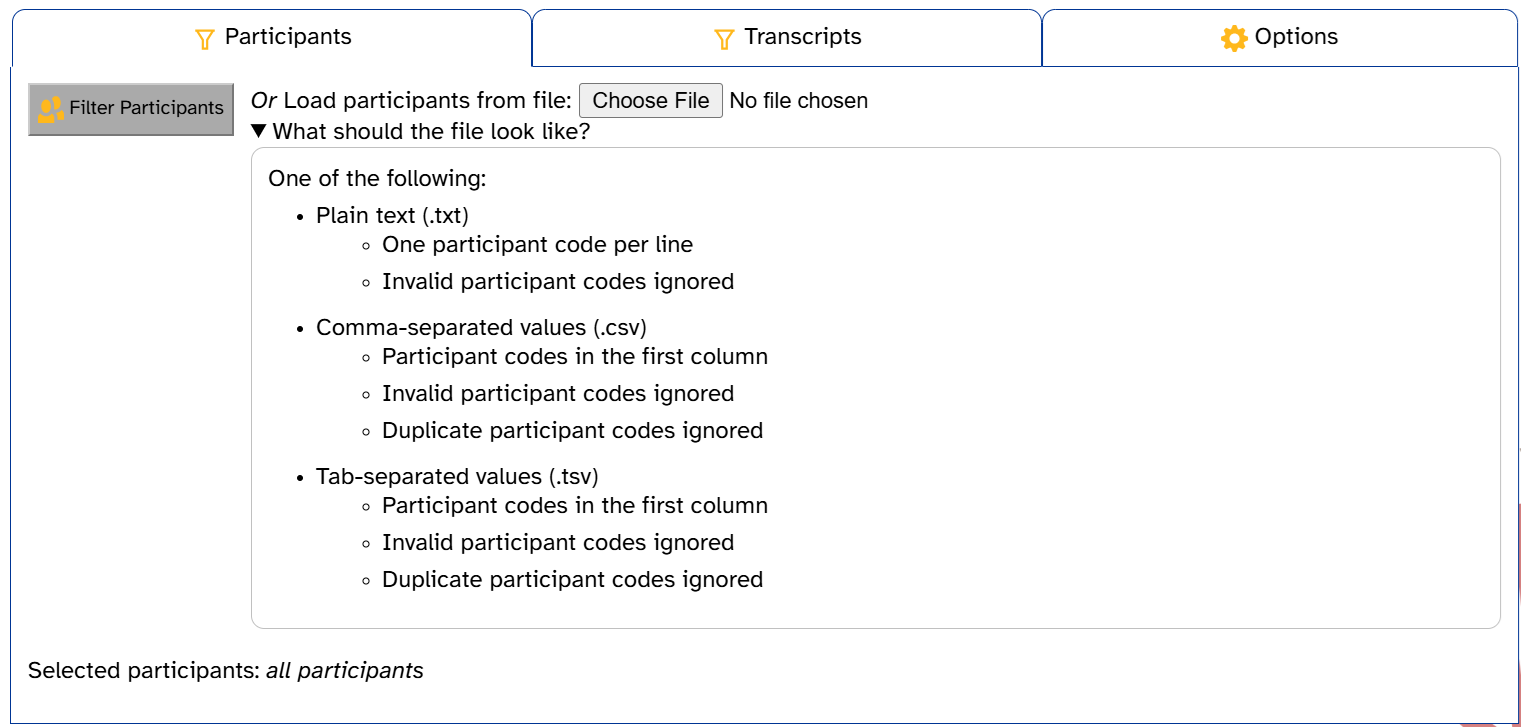 Participants
Transcripts
Options
Filter Participants
Or Load participants from file: Choose File No file chosen
▼ What should the file look like?
One of the following:
• Plain text (.txt)
◦ One participant code per line
◦ Invalid participant codes ignored
• Comma-separated values (.csv)
◦ Participant codes in the first column
◦ Invalid participant codes ignored
◦ Duplicate participant codes ignored
• Tab-separated values (.tsv)
◦ Participant codes in the first column
◦ Invalid participant codes ignored
◦ Duplicate participant codes ignored
Selected participants: all participants